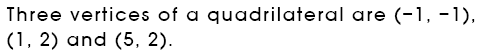 Three vertices of a quadrilateral are (−1, −1),
(1, 2) and (5, 2).